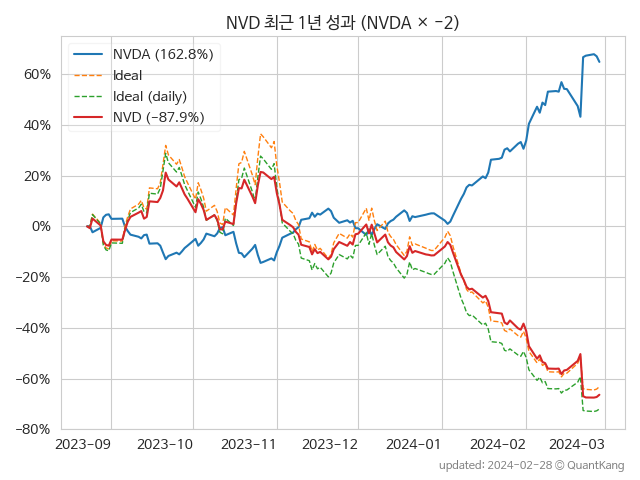 NVD 최근 1년 성과 (NVDA × −2)
NVDA (162.8%)
Ideal
Ideal (daily)
NVD (−87.9%)
60%
40%
20%
0%
−20%
−40%
−60%
−80%
2023-09 2023-10 2023-11 2023-12 2024-01 2024-02 2024-03
updated: 2024-02-28 © QuantKang